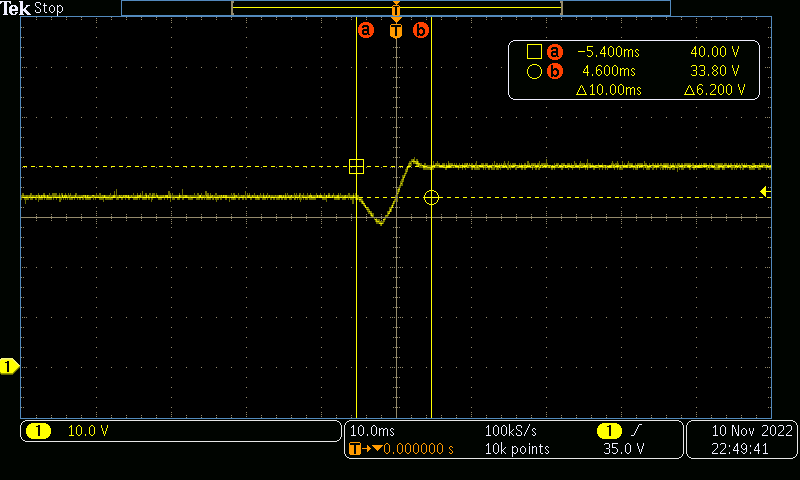 Tek Stop
T
a T b
a −5.400ms 40.00 V
b 4.600ms 33.80 V
Δ10.00ms Δ6.200 V
1
1 10.0 V
10.0ms 100kS/s 1
T→▼0.000000 s 10k points 35.0 V
10 Nov 2022
22:49:41